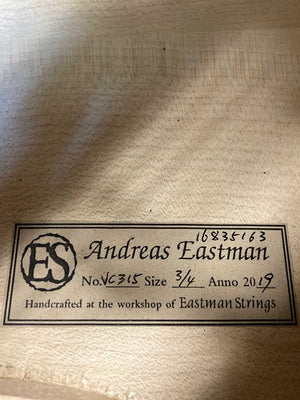 16835163
ES Andreas Eastman
No. VC315 Size 3/4 Anno 2019
Handcrafted at the workshop of Eastman Strings